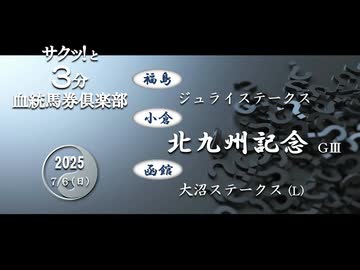 サクッ!と
3分
血統馬券倶楽部
2025
7/6(日)
福島
ジュライステークス
小倉
北九州記念 GⅢ
函館
大沼ステークス(L)